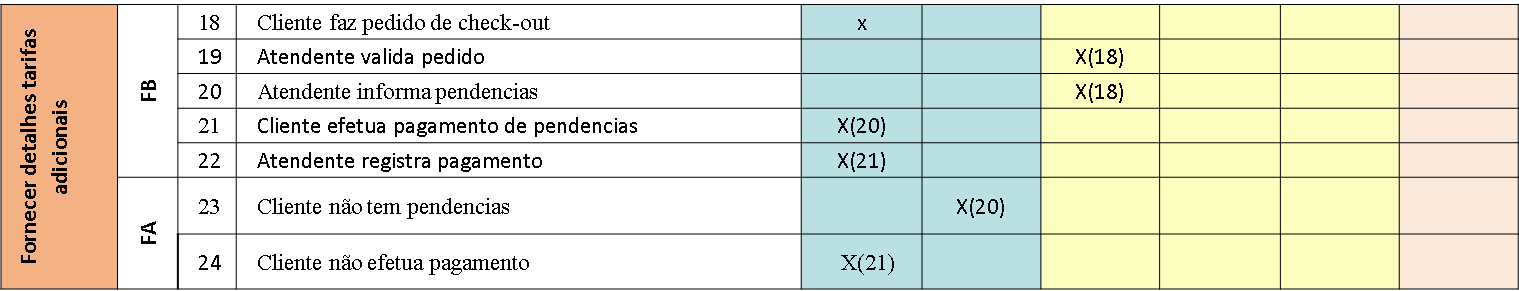 Fornecer detalhes tarifas
adicionais
FB
18 Cliente faz pedido de check-out x
19 Atendente valida pedido X(18)
20 Atendente informa pendencias X(18)
21 Cliente efetua pagamento de pendencias X(20)
22 Atendente registra pagamento X(21)
FA
23 Cliente não tem pendencias X(20)
24 Cliente não efetua pagamento X(21)